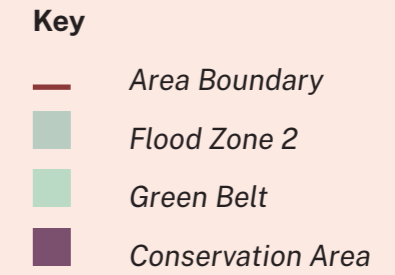 Key
Area Boundary
Flood Zone 2
Green Belt
Conservation Area